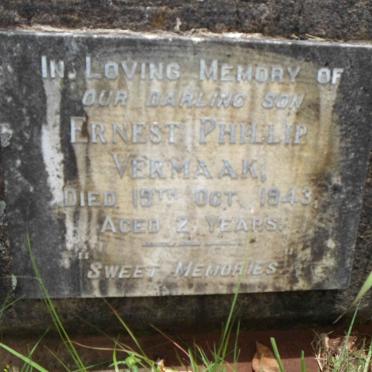 IN LOVING MEMORY OF
OUR DARLING SON
ERNEST PHILLIP
VERMAAK,
DIED 19TH OCT. 1943,
AGED 2 YEARS.
"SWEET MEMORIES"